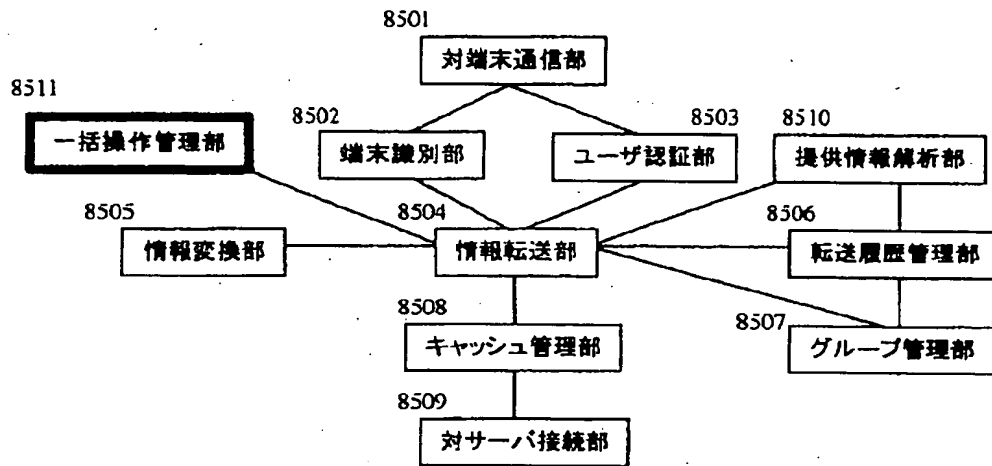 8501
対端末通信部
8511
一括操作管理部
8502
端末識別部
8503
ユーザ認証部
8510
提供情報解析部
8505
情報変換部
8504
情報転送部
8506
転送履歴管理部
8508
キャッシュ管理部
8507
グループ管理部
8509
対サーバ接続部